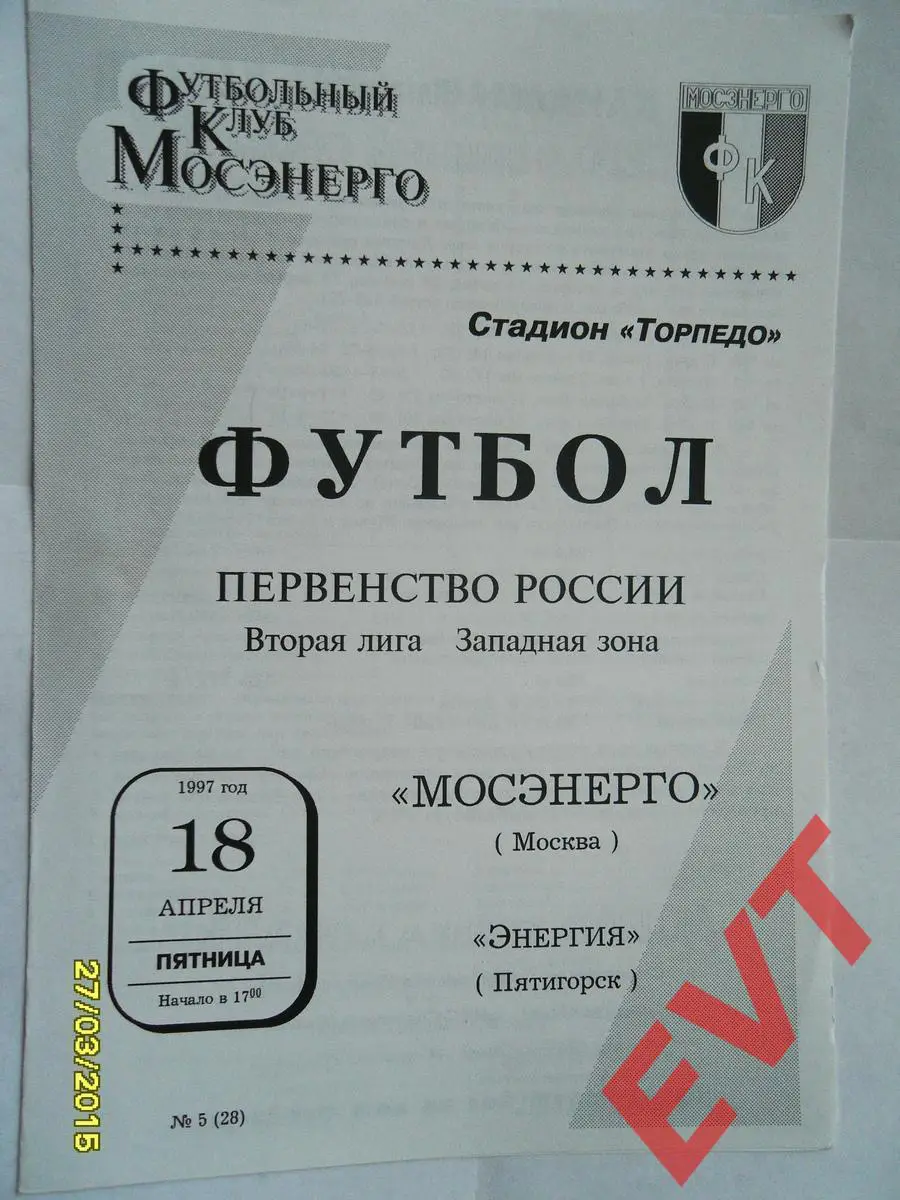 Футбольный
Клуб
Мосэнерго
МОСЭНЕРГО
ФК
Стадион «Торпедо»
ФУТБОЛ
ПЕРВЕНСТВО РОССИИ
Вторая лига Западная зона
1997 год
18
АПРЕЛЯ
ПЯТНИЦА
Начало в 17⁰⁰
«МОСЭНЕРГО»
( Москва )
«Энергия»
( Пятигорск )
№ 5 (28)
27/03/2015
EVT